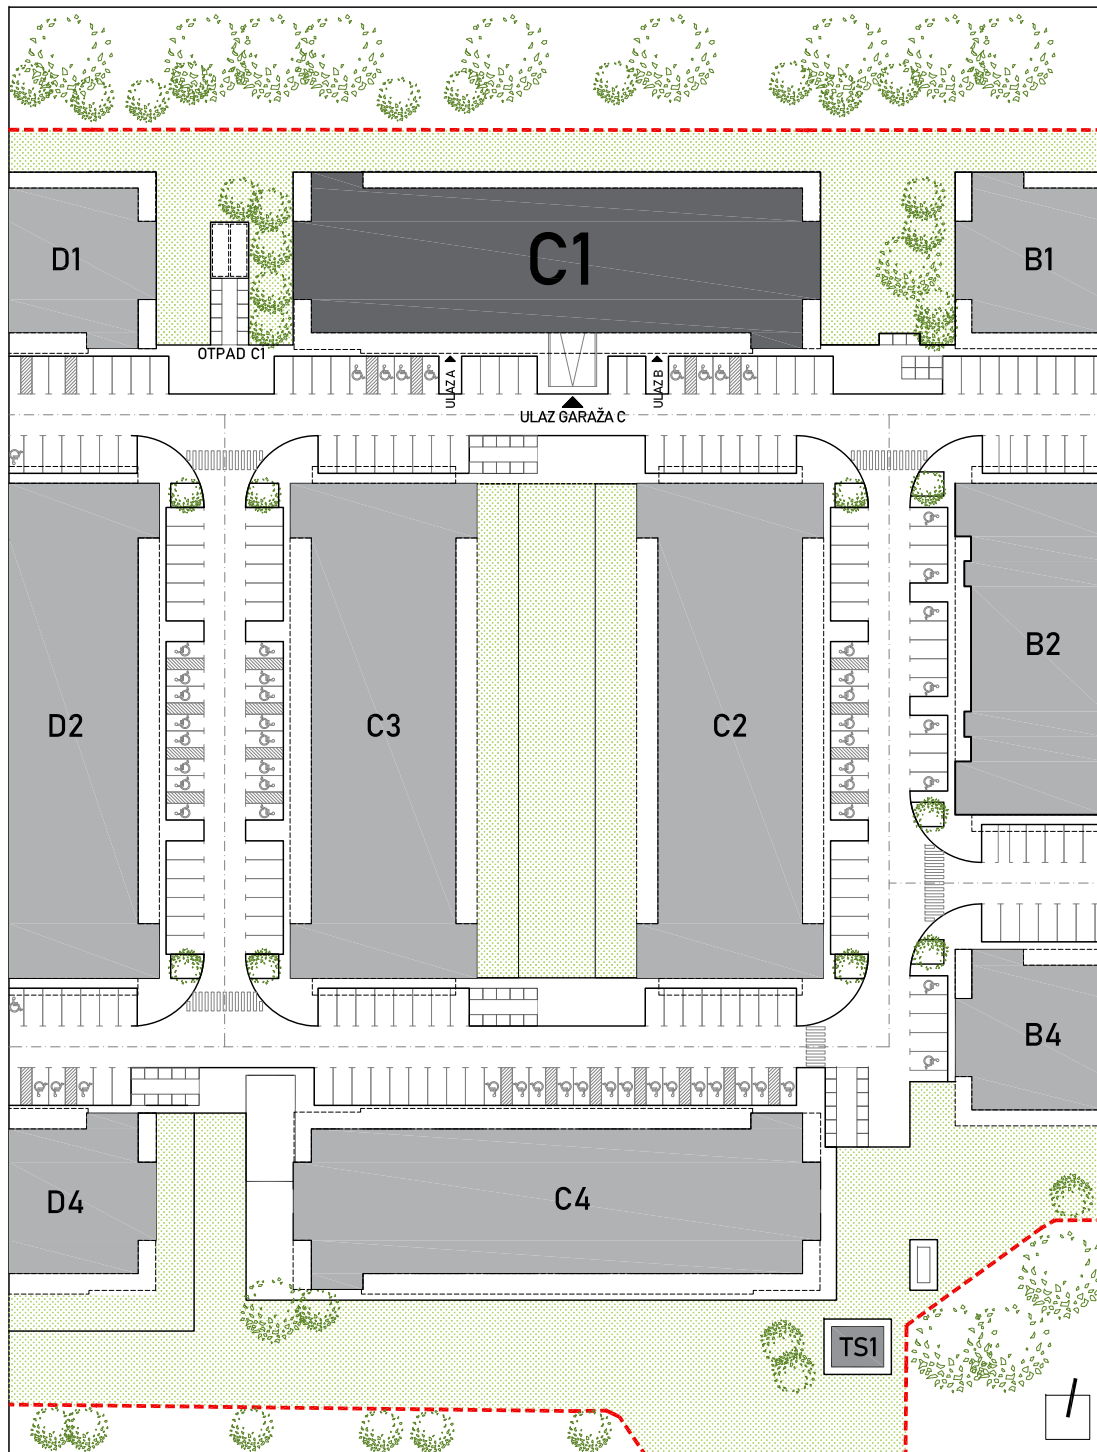 D1
C1
B1
OTPAD C1
ULAZ A
ULAZ B
ULAZ GARAŽA C
D2
C3
C2
B2
B4
D4
C4
TS1